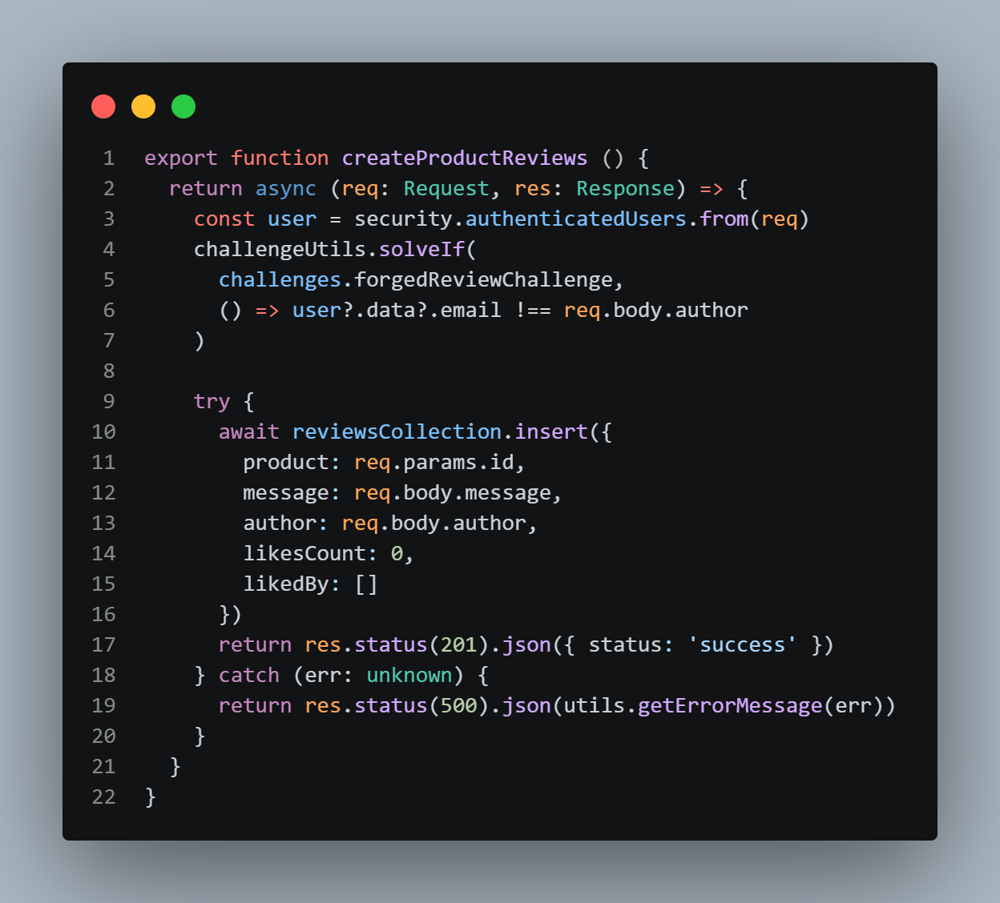 1 export function createProductReviews () {
2   return async (req: Request, res: Response) => {
3     const user = security.authenticatedUsers.from(req)
4     challengeUtils.solveIf(
5       challenges.forgedReviewChallenge,
6       () => user?.data?.email !== req.body.author
7     )
8
9     try {
10       await reviewsCollection.insert({
11         product: req.params.id,
12         message: req.body.message,
13         author: req.body.author,
14         likesCount: 0,
15         likedBy: []
16       })
17       return res.status(201).json({ status: 'success' })
18     } catch (err: unknown) {
19       return res.status(500).json(utils.getErrorMessage(err))
20     }
21   }
22 }